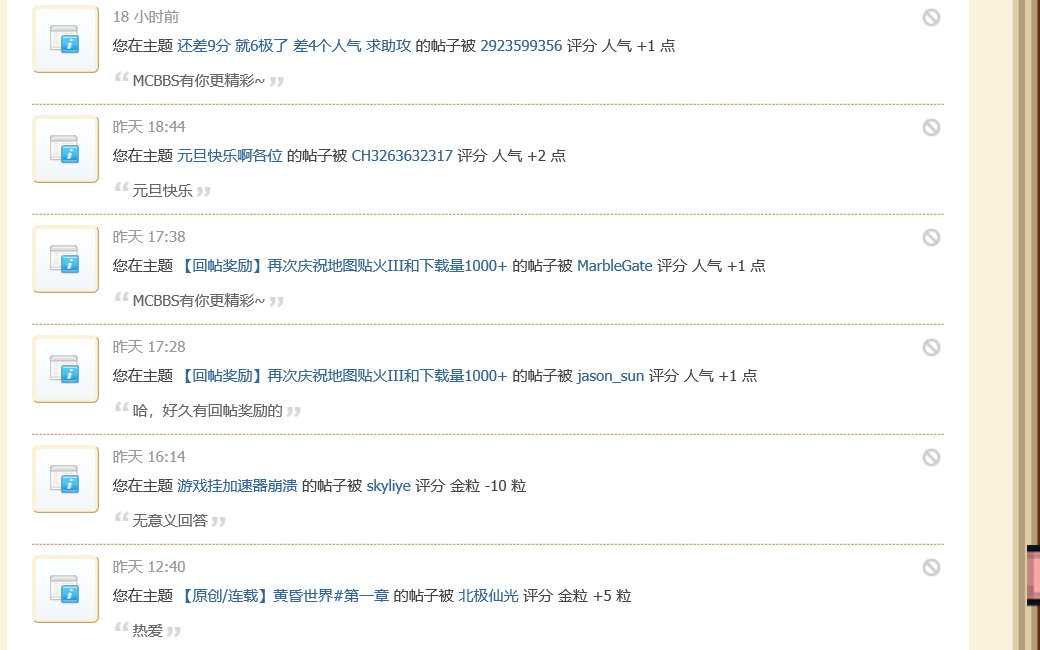 18 小时前
您在主题 还差9分 就6极了 差4个人气 求助攻 的帖子被 2923599356 评分 人气 +1 点
“ MCBBS有你更精彩~ ”
昨天 18:44
您在主题 元旦快乐啊各位 的帖子被 CH3263632317 评分 人气 +2 点
“ 元旦快乐 ”
昨天 17:38
您在主题 【回帖奖励】再次庆祝地图贴火III和下载量1000+ 的帖子被 MarbleGate 评分 人气 +1 点
“ MCBBS有你更精彩~ ”
昨天 17:28
您在主题 【回帖奖励】再次庆祝地图贴火III和下载量1000+ 的帖子被 jason_sun 评分 人气 +1 点
“ 哈，好久有回帖奖励的 ”
昨天 16:14
您在主题 游戏挂加速器崩溃 的帖子被 skyliye 评分 金粒 -10 粒
“ 无意义回答 ”
昨天 12:40
您在主题 【原创/连载】黄昏世界#第一章 的帖子被 北极仙光 评分 金粒 +5 粒
“ 热爱 ”